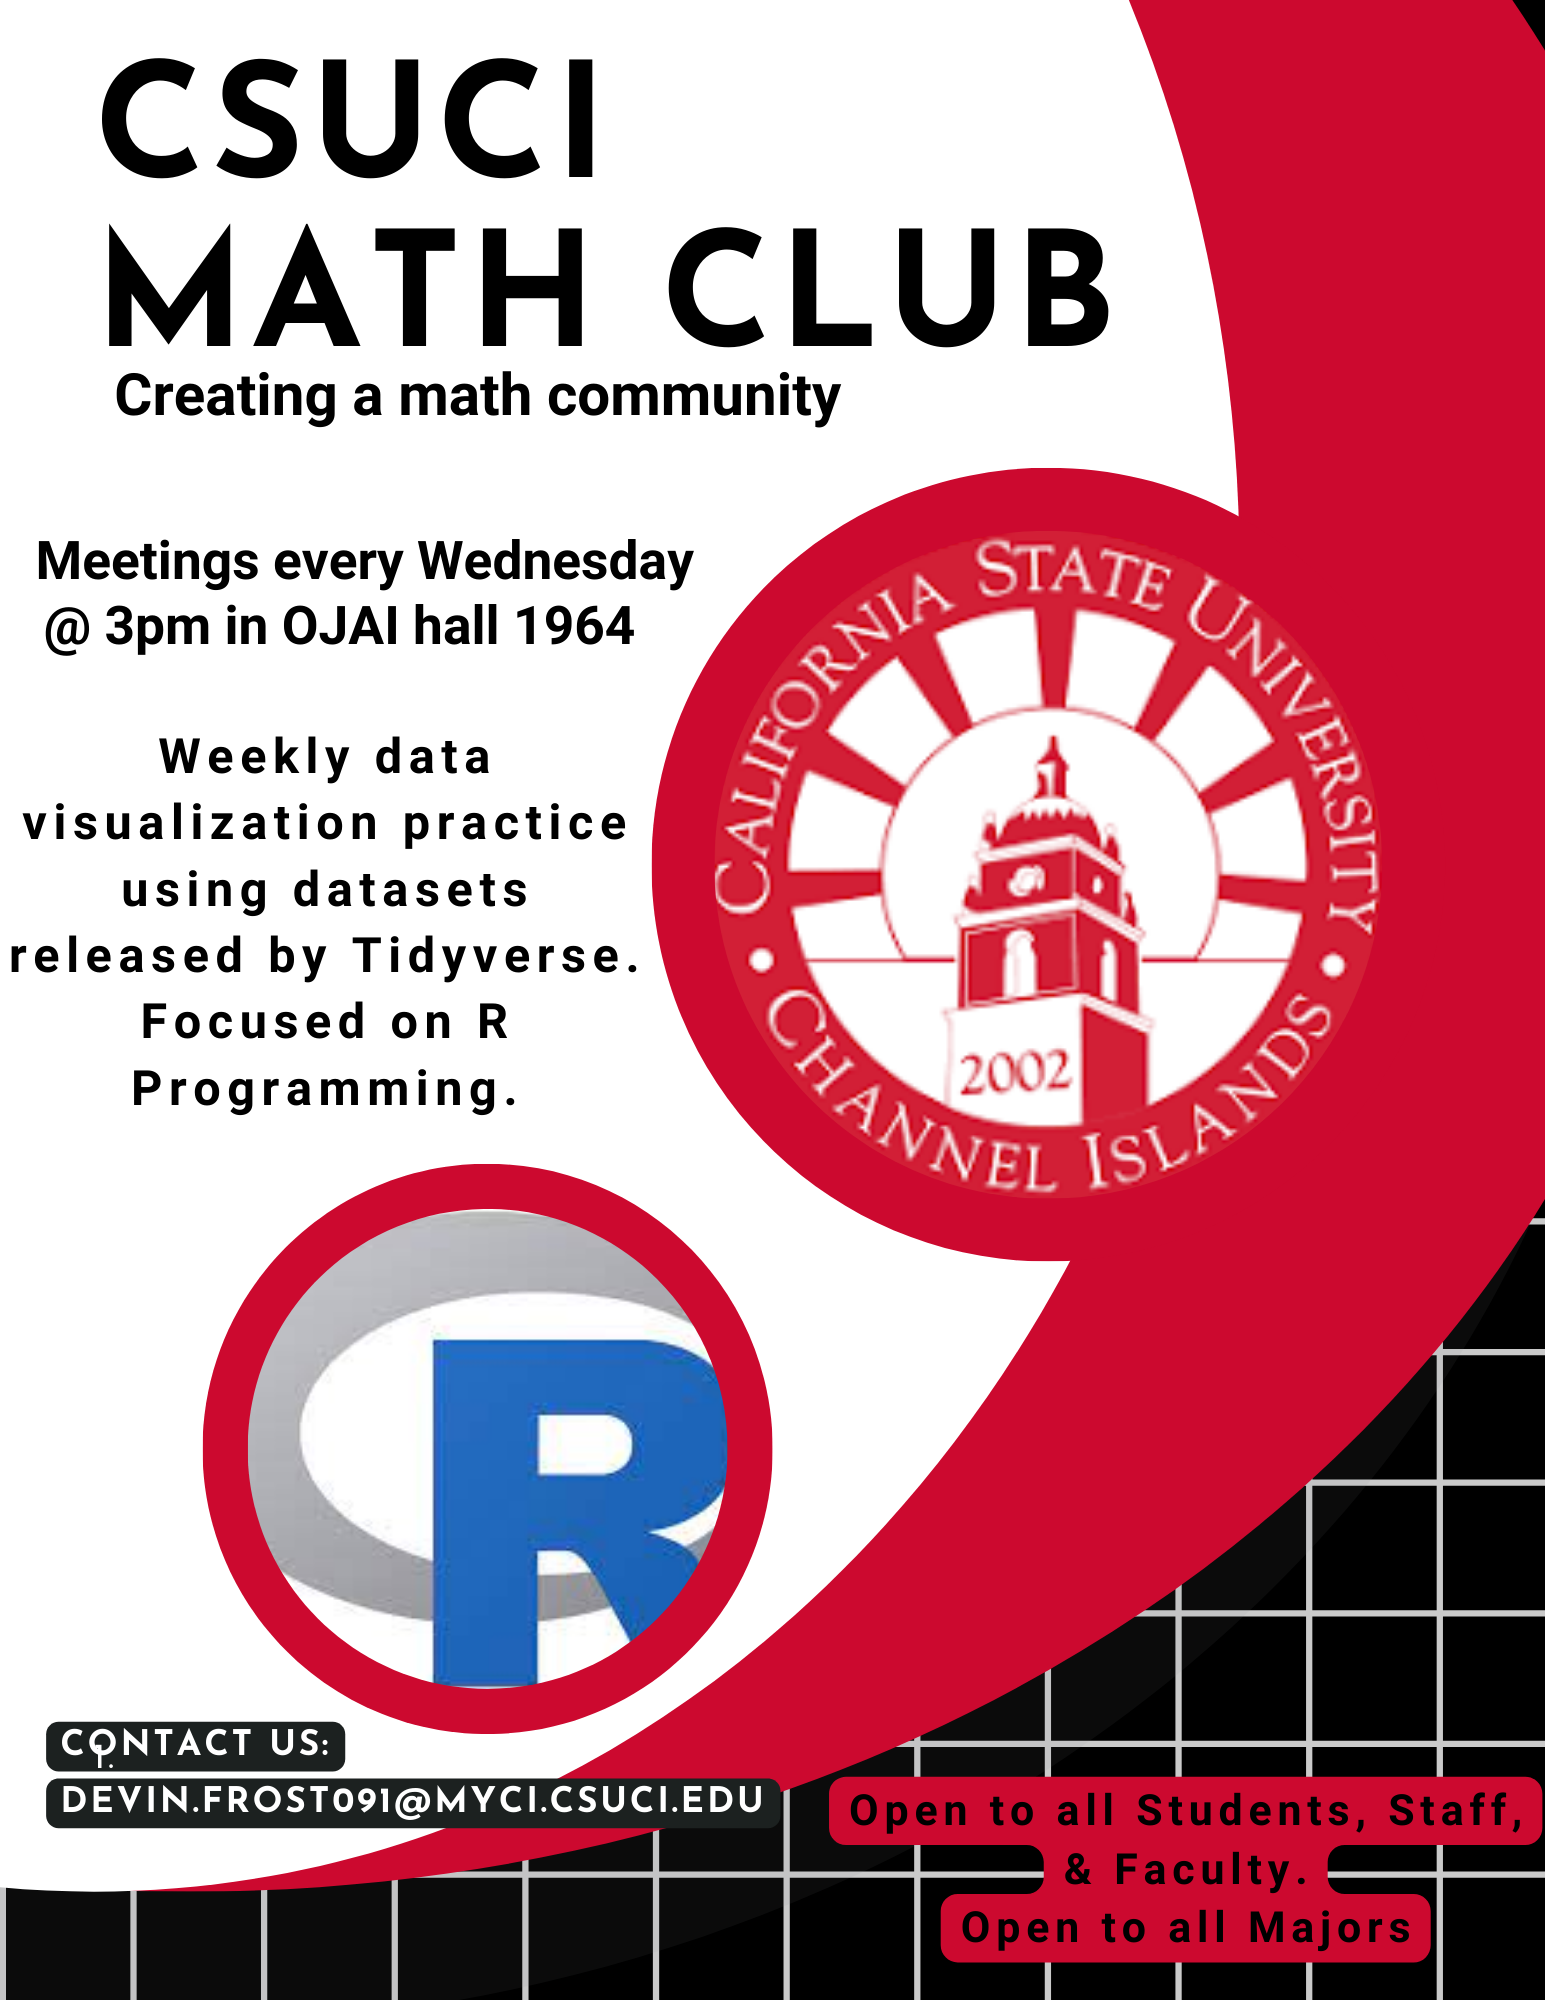 CSUCI
MATH CLUB
Creating a math community
Meetings every Wednesday
@ 3pm in OJAI hall 1964
Weekly data
visualization practice
using datasets
released by Tidyverse.
Focused on R
Programming.
CALIFORNIA STATE UNIVERSITY
• CHANNEL ISLANDS •
2002
R
CONTACT US:
DEVIN.FROST091@MYCI.CSUCI.EDU
Open to all Students, Staff,
& Faculty.
Open to all Majors